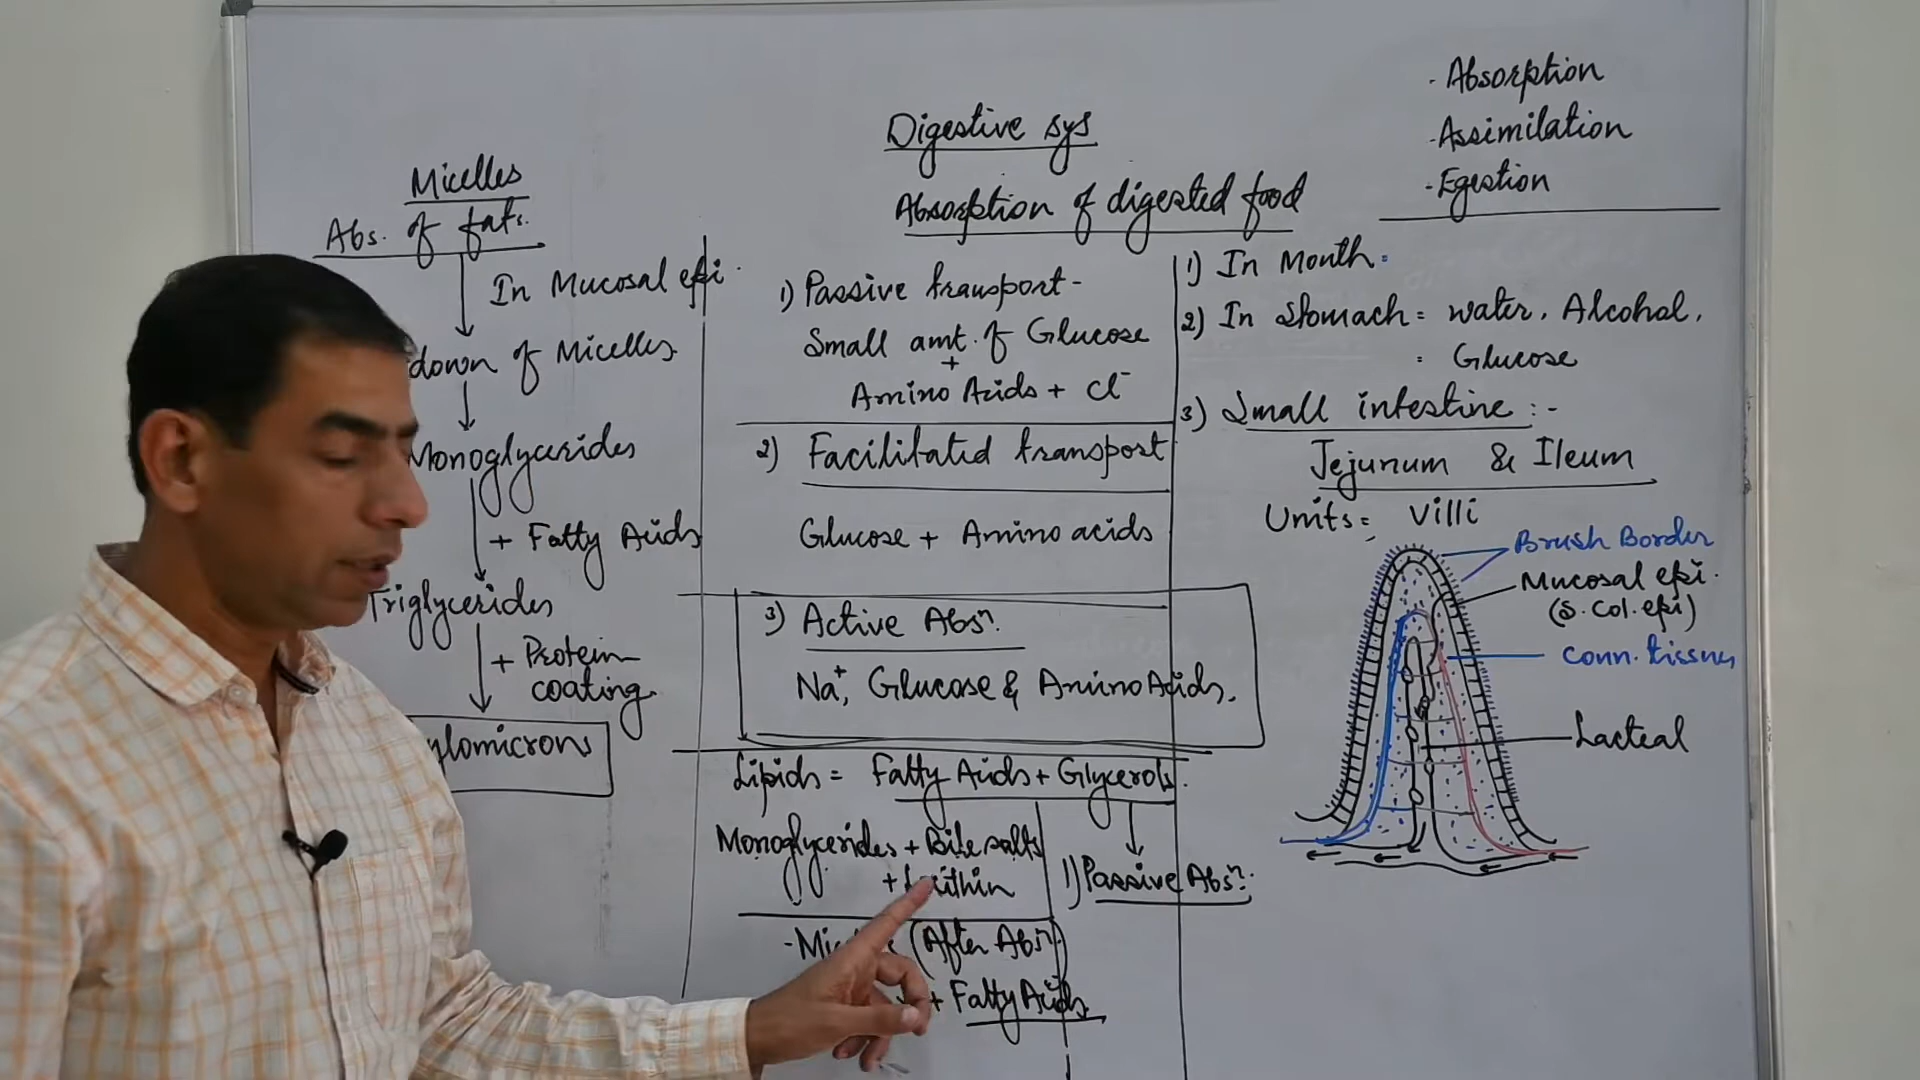 Digestive sys
Absorption of digested food
· Absorption
· Assimilation
· Egestion
Micelles
Abs. of fats.
In Mucosal epi.
down of Micelles
Monoglycerides
+ Fatty Acids
Triglycerides
+ Protein
coating
ylomicrons
1) Passive transport-
Small amt. of Glucose
+
Amino Acids + Cl⁻
2) Facilitated transport
Glucose + Amino acids
3) Active Absⁿ.
Na⁺, Glucose & Amino Acids.
Lipids = Fatty Acids + Glycerols.
Monoglycerides + Bile salts
+ Lecithin
1) Passive Absⁿ.
(After Absⁿ)
+ Fatty Acids
1) In Mouth =
2) In Stomach = water, Alcohol,
= Glucose
3) Small intestine :-
Jejunum & Ileum
Units = Villi
Brush Border
Mucosal epi.
(S. Col. epi)
Conn. tissues
Lacteal